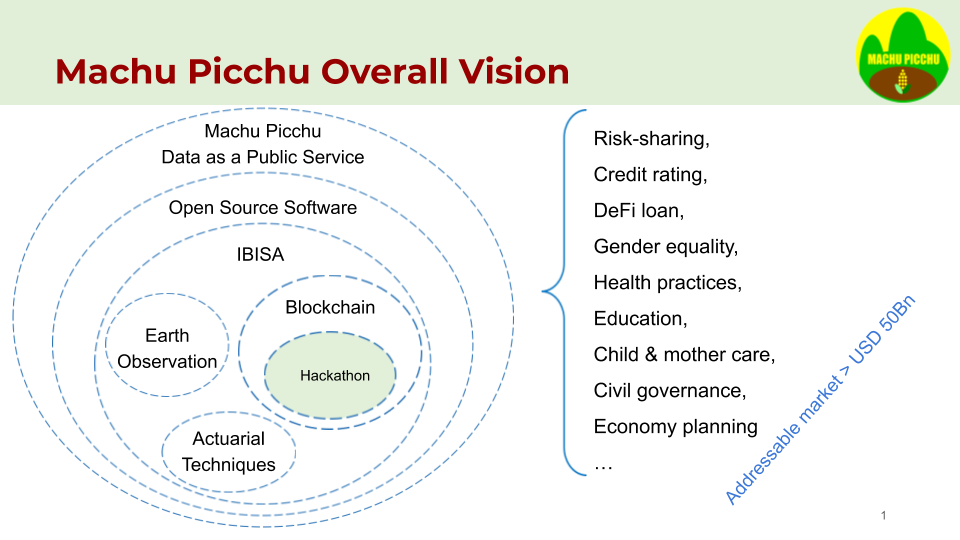 Machu Picchu Overall Vision
MACHU PICCHU
Machu Picchu
Data as a Public Service
Open Source Software
IBISA
Blockchain
Earth
Observation
Hackathon
Actuarial
Techniques
Risk-sharing,
Credit rating,
DeFi loan,
Gender equality,
Health practices,
Education,
Child & mother care,
Civil governance,
Economy planning
…
Addressable market > USD 50Bn
1